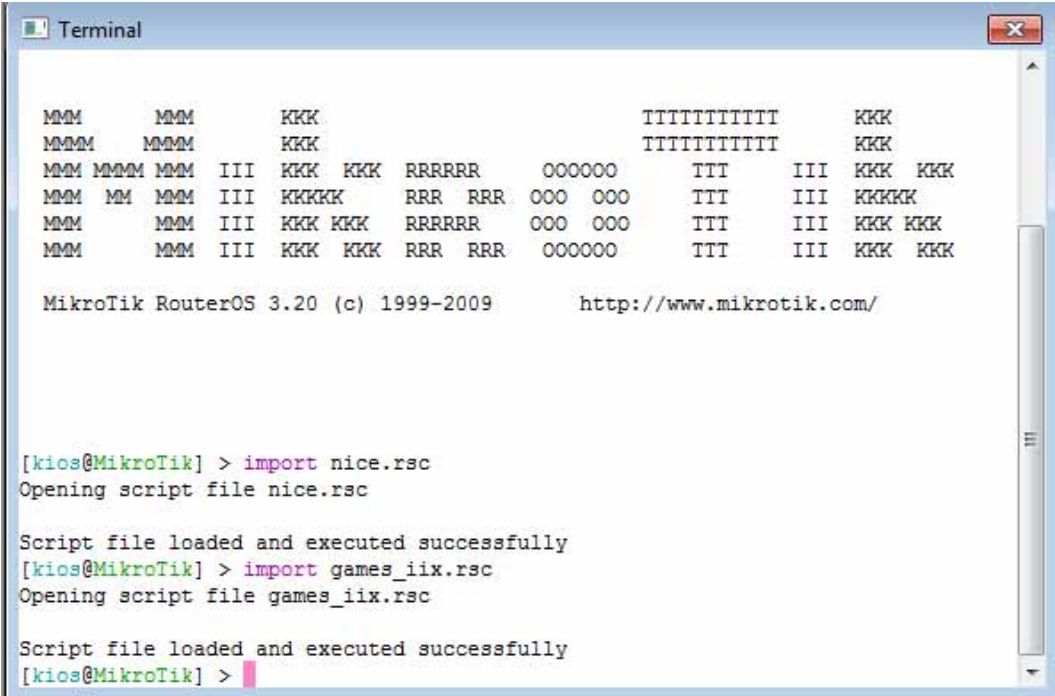 Terminal
MMM      MMM       KKK                          TTTTTTTTTTT      KKK
MMMM    MMMM       KKK                          TTTTTTTTTTT      KKK
MMM MMMM MMM  III  KKK  KKK  RRRRRR     OOOOOO      TTT     III  KKK  KKK
MMM  MM  MMM  III  KKKKK     RRR  RRR  OOO  OOO     TTT     III  KKKKK
MMM      MMM  III  KKK KKK   RRRRRR    OOO  OOO     TTT     III  KKK KKK
MMM      MMM  III  KKK  KKK  RRR  RRR   OOOOOO      TTT     III  KKK  KKK
MikroTik RouterOS 3.20 (c) 1999-2009       http://www.mikrotik.com/
[kios@MikroTik] > import nice.rsc
Opening script file nice.rsc
Script file loaded and executed successfully
[kios@MikroTik] > import games_iix.rsc
Opening script file games_iix.rsc
Script file loaded and executed successfully
[kios@MikroTik] >